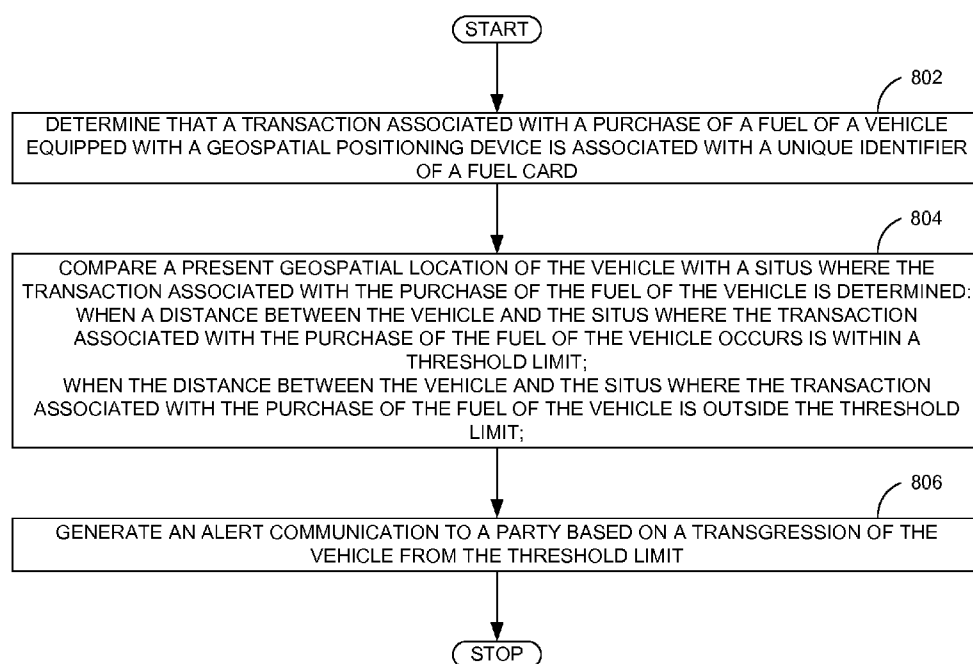 START
802
DETERMINE THAT A TRANSACTION ASSOCIATED WITH A PURCHASE OF A FUEL OF A VEHICLE
EQUIPPED WITH A GEOSPATIAL POSITIONING DEVICE IS ASSOCIATED WITH A UNIQUE IDENTIFIER
OF A FUEL CARD
804
COMPARE A PRESENT GEOSPATIAL LOCATION OF THE VEHICLE WITH A SITUS WHERE THE
TRANSACTION ASSOCIATED WITH THE PURCHASE OF THE FUEL OF THE VEHICLE IS DETERMINED:
WHEN A DISTANCE BETWEEN THE VEHICLE AND THE SITUS WHERE THE TRANSACTION
ASSOCIATED WITH THE PURCHASE OF THE FUEL OF THE VEHICLE OCCURS IS WITHIN A
THRESHOLD LIMIT;
WHEN THE DISTANCE BETWEEN THE VEHICLE AND THE SITUS WHERE THE TRANSACTION
ASSOCIATED WITH THE PURCHASE OF THE FUEL OF THE VEHICLE IS OUTSIDE THE THRESHOLD
LIMIT;
806
GENERATE AN ALERT COMMUNICATION TO A PARTY BASED ON A TRANSGRESSION OF THE
VEHICLE FROM THE THRESHOLD LIMIT
STOP